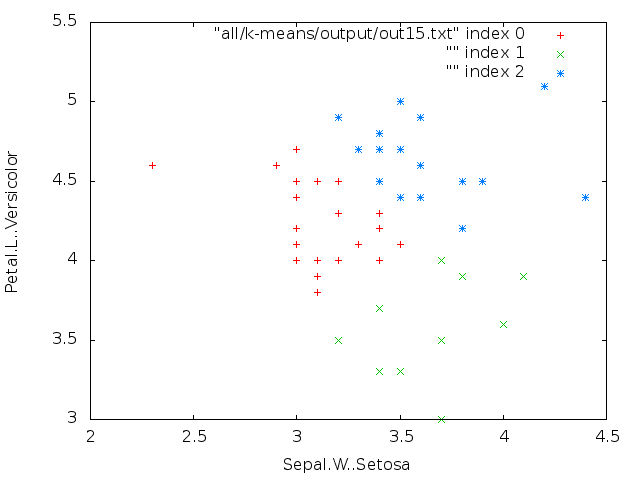 "all/k-means/output/out15.txt" index 0
"" index 1
"" index 2
5.5
5
4.5
4
3.5
3
Petal.L..Versicolor
2 2.5 3 3.5 4 4.5
Sepal.W..Setosa